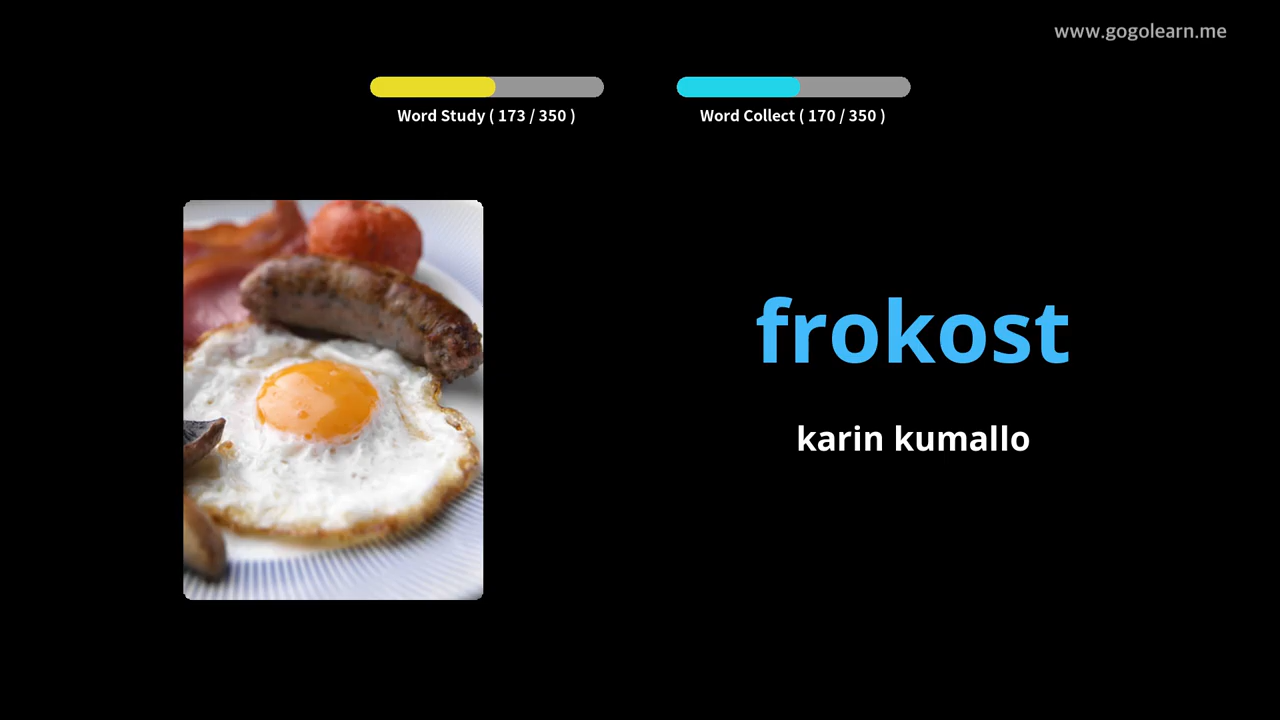 www.gogolearn.me
Word Study ( 173 / 350 )
Word Collect ( 170 / 350 )
frokost
karin kumallo